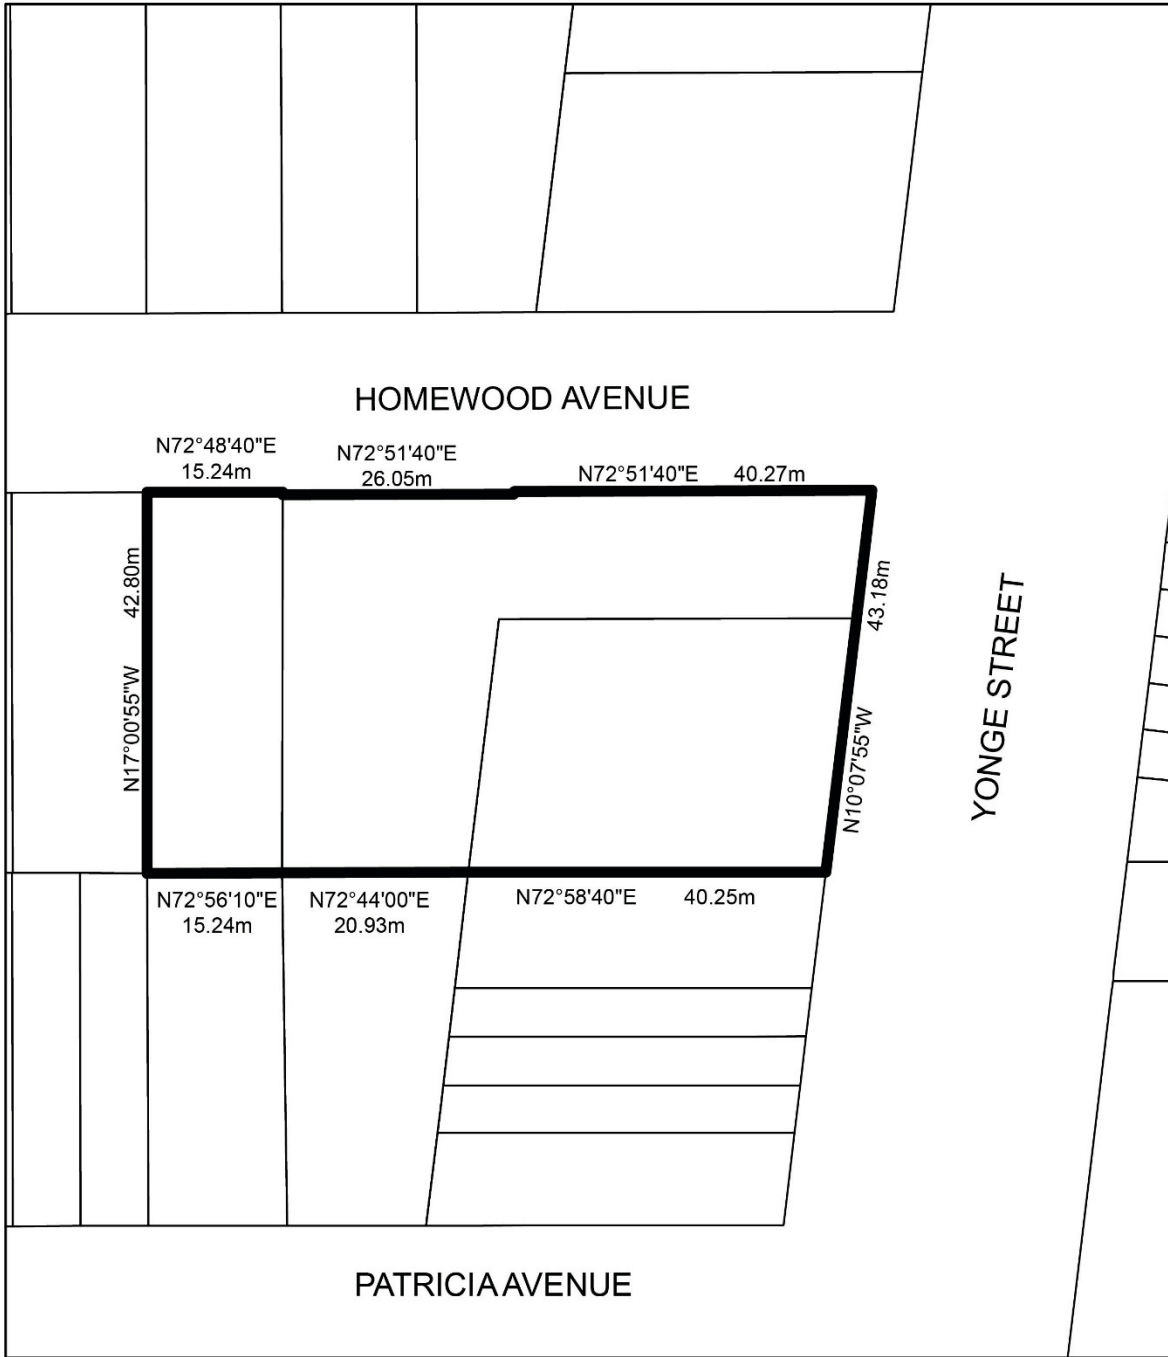 HOMEWOOD AVENUE
N72°48'40"E
15.24m
N72°51'40"E
26.05m
N72°51'40"E 40.27m
42.80m
N17°00'55"W
43.18m
N10°07'55"W
YONGE STREET
N72°56'10"E
15.24m
N72°44'00"E
20.93m
N72°58'40"E 40.25m
PATRICIA AVENUE